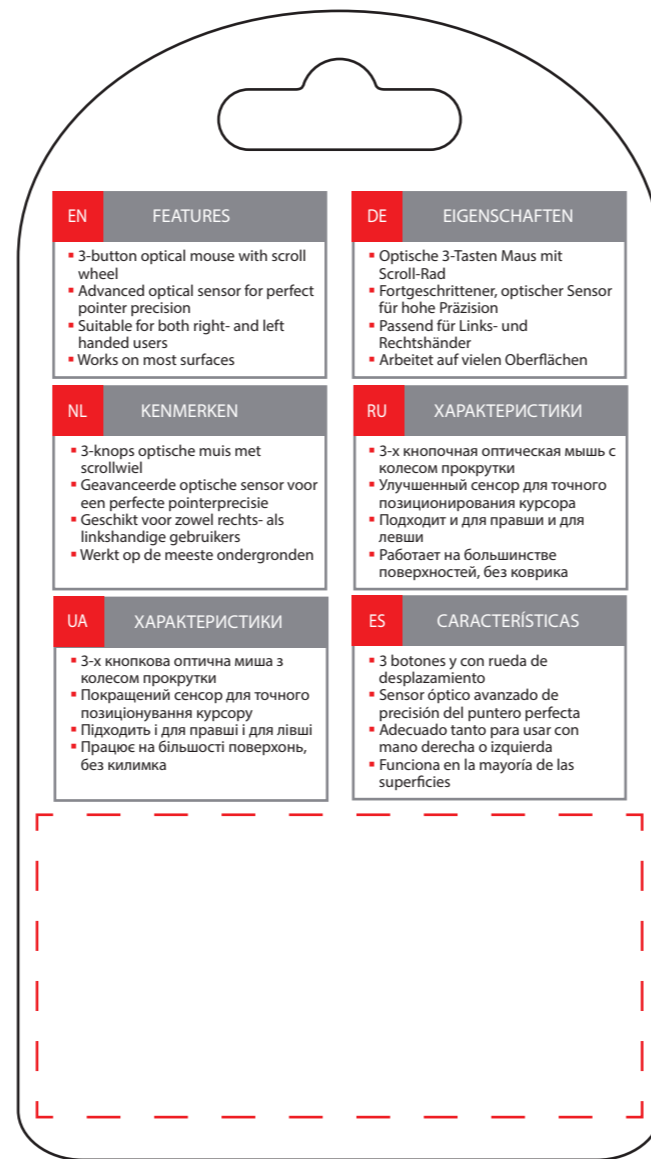 EN FEATURES
▪ 3-button optical mouse with scroll
wheel
▪ Advanced optical sensor for perfect
pointer precision
▪ Suitable for both right- and left
handed users
▪ Works on most surfaces
DE EIGENSCHAFTEN
▪ Optische 3-Tasten Maus mit
Scroll-Rad
▪ Fortgeschrittener, optischer Sensor
für hohe Präzision
▪ Passend für Links- und
Rechtshänder
▪ Arbeitet auf vielen Oberflächen
NL KENMERKEN
▪ 3-knops optische muis met
scrollwiel
▪ Geavanceerde optische sensor voor
een perfecte pointerprecisie
▪ Geschikt voor zowel rechts- als
linkshandige gebruikers
▪ Werkt op de meeste ondergronden
RU ХАРАКТЕРИСТИКИ
▪ 3-х кнопочная оптическая мышь с
колесом прокрутки
▪ Улучшенный сенсор для точного
позиционирования курсора
▪ Подходит и для правши и для
левши
▪ Работает на большинстве
поверхностей, без коврика
UA ХАРАКТЕРИСТИКИ
▪ 3-х кнопкова оптична миша з
колесом прокрутки
▪ Покращений сенсор для точного
позиціонування курсору
▪ Підходить і для правші і для лівші
▪ Працює на більшості поверхонь,
без килимка
ES CARACTERÍSTICAS
▪ 3 botones y con rueda de
desplazamiento
▪ Sensor óptico avanzado de
precisión del puntero perfecta
▪ Adecuado tanto para usar con
mano derecha o izquierda
▪ Funciona en la mayoría de las
superficies